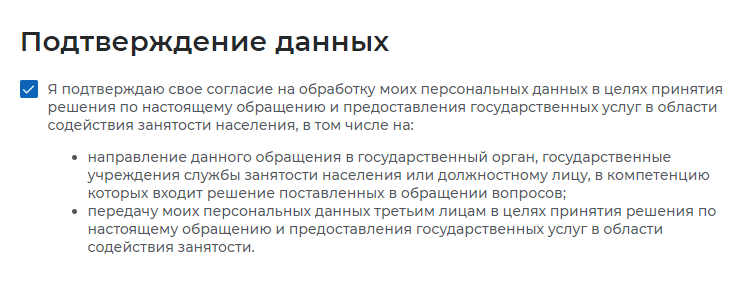 Подтверждение данных
Я подтверждаю свое согласие на обработку моих персональных данных в целях принятия
решения по настоящему обращению и предоставления государственных услуг в области
содействия занятости населения, в том числе на:
• направление данного обращения в государственный орган, государственные
учреждения службы занятости населения или должностному лицу, в компетенцию
которых входит решение поставленных в обращении вопросов;
• передачу моих персональных данных третьим лицам в целях принятия решения по
настоящему обращению и предоставления государственных услуг в области
содействия занятости.